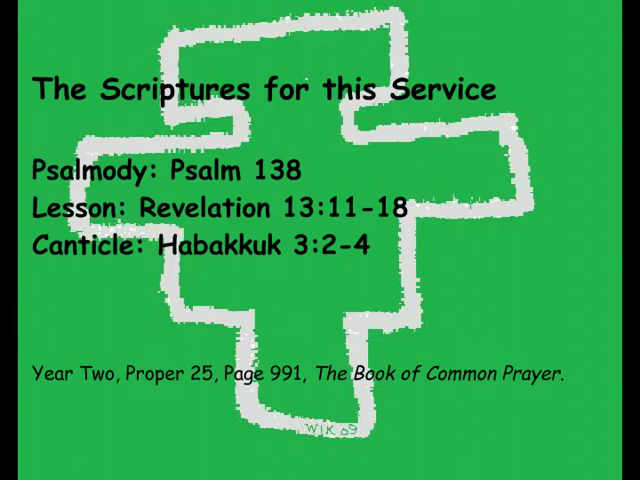 The Scriptures for this Service
Psalmody: Psalm 138
Lesson: Revelation 13:11-18
Canticle: Habakkuk 3:2-4
Year Two, Proper 25, Page 991, The Book of Common Prayer.
WIK 09